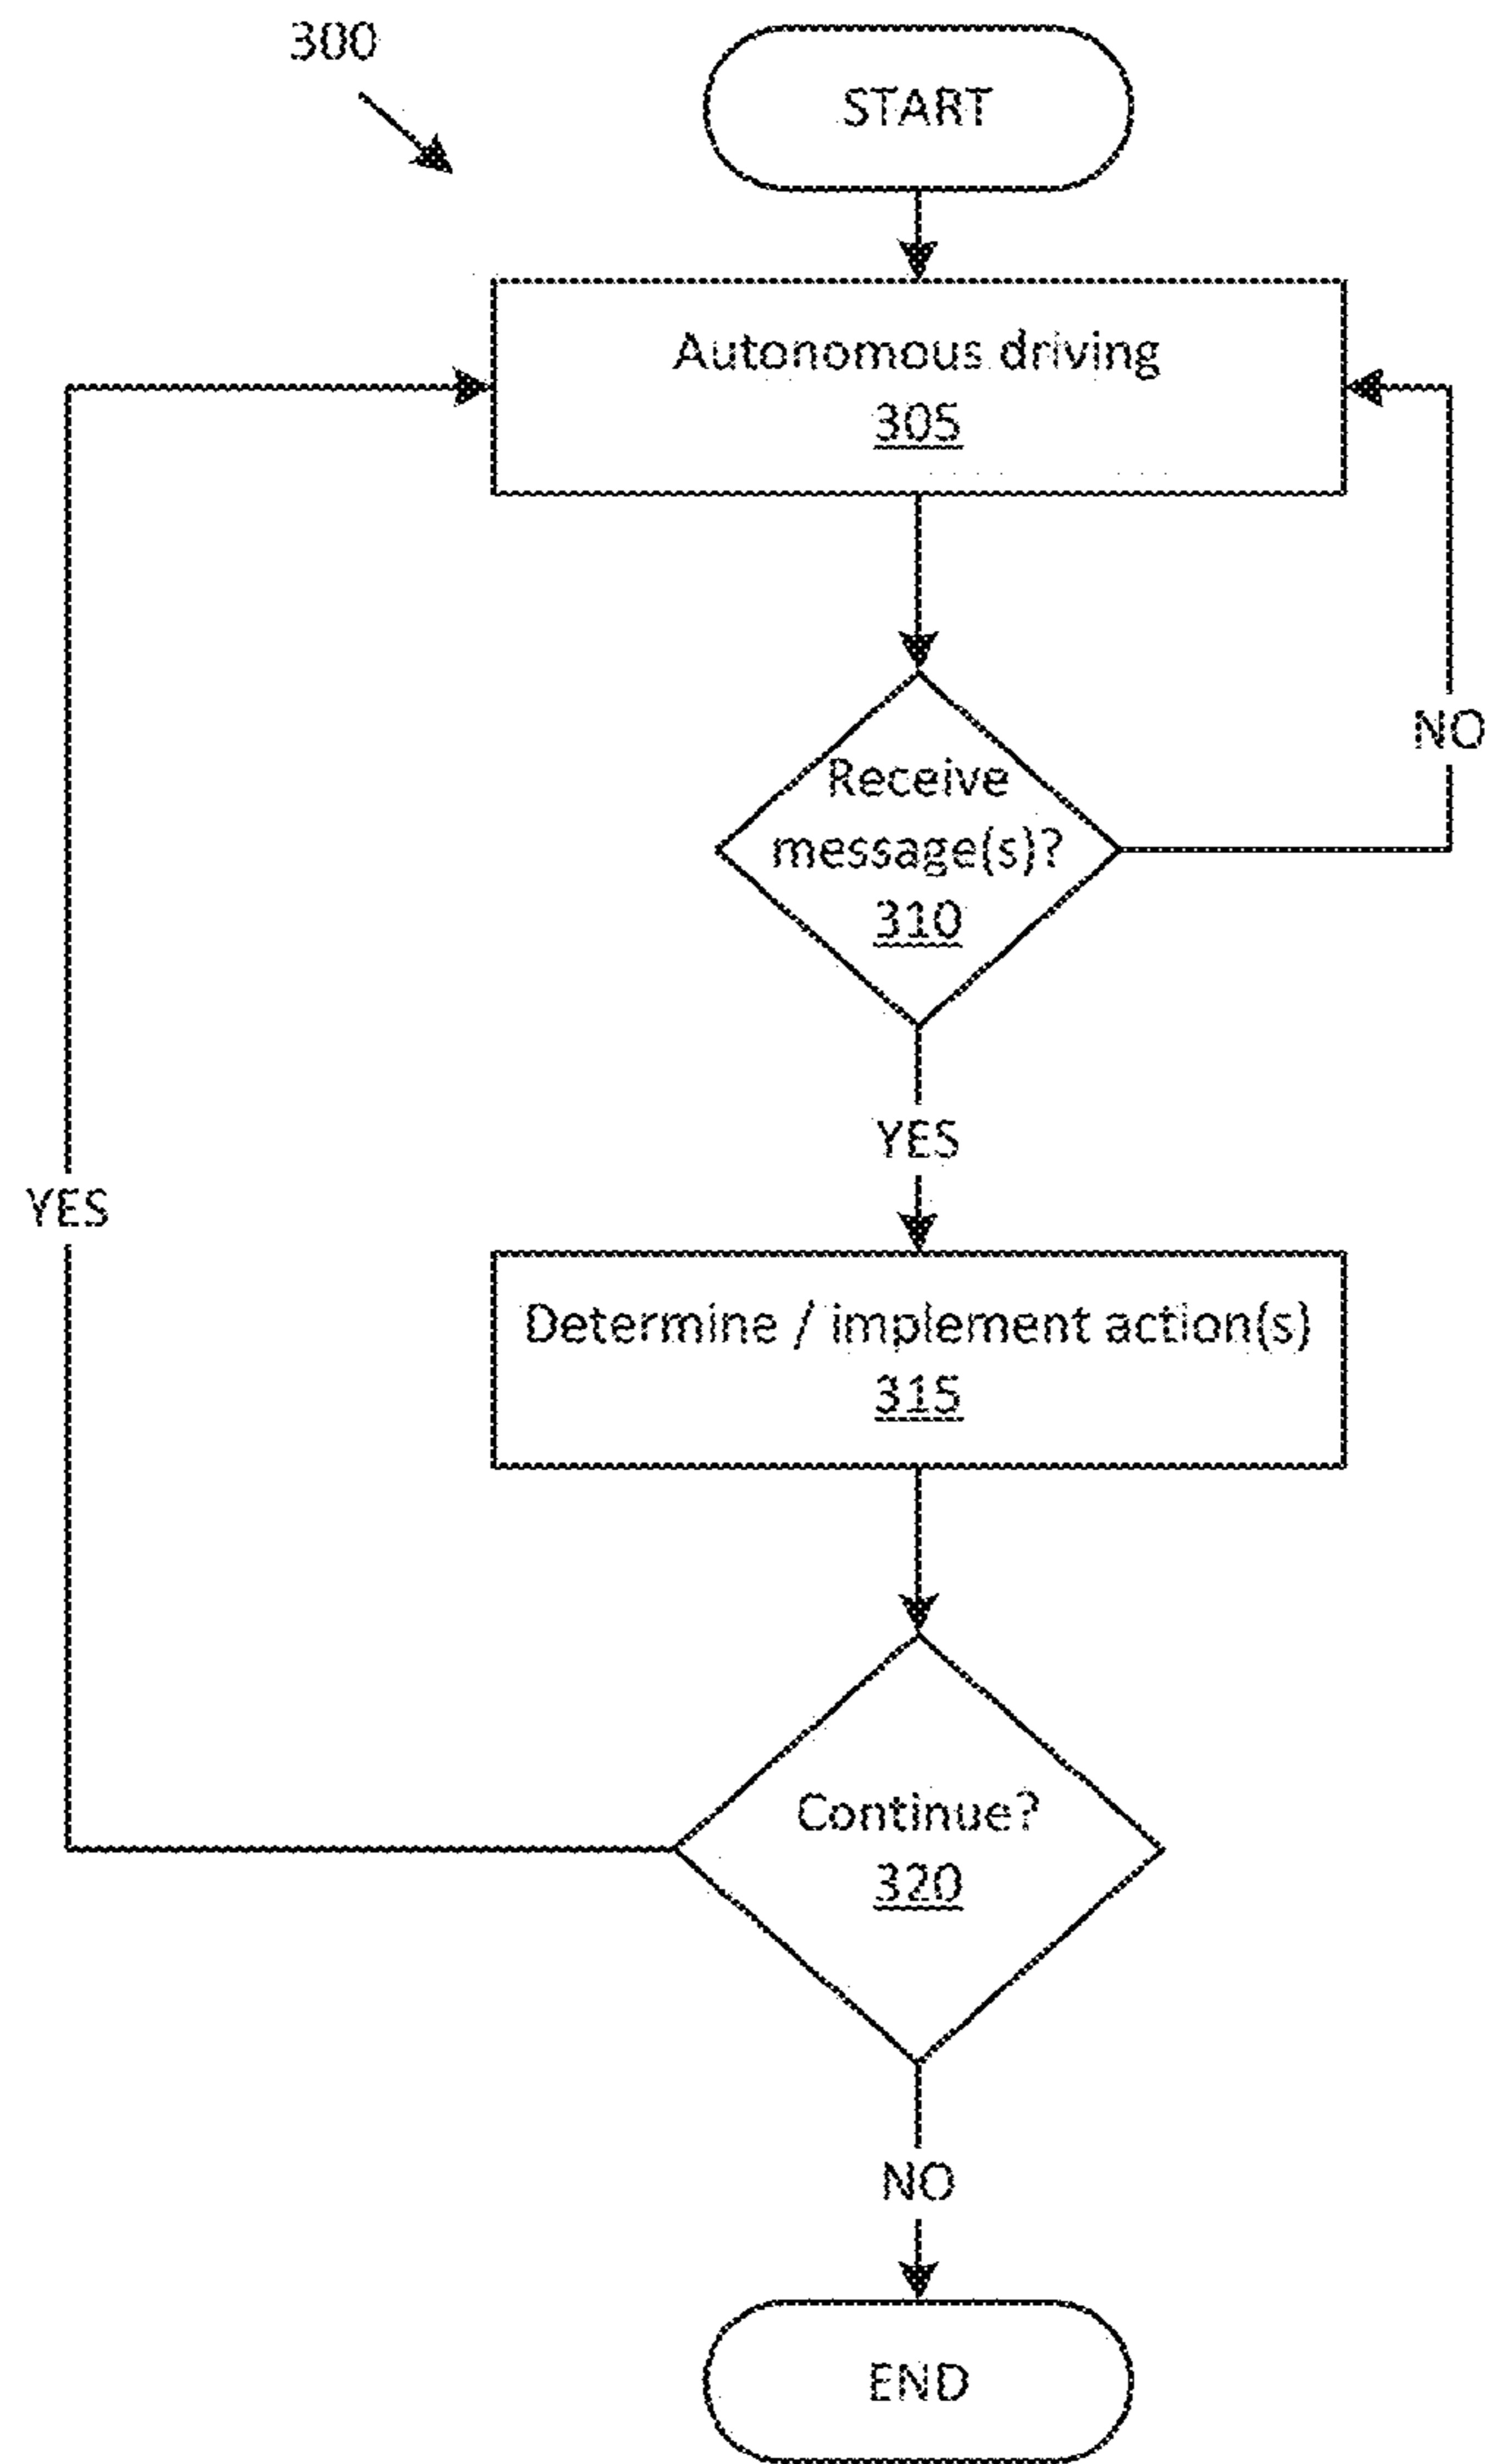 300
START
Autonomous driving
305
NO
Receive
message(s)?
310
YES
YES
Determine / implement action(s)
315
Continue?
320
NO
END